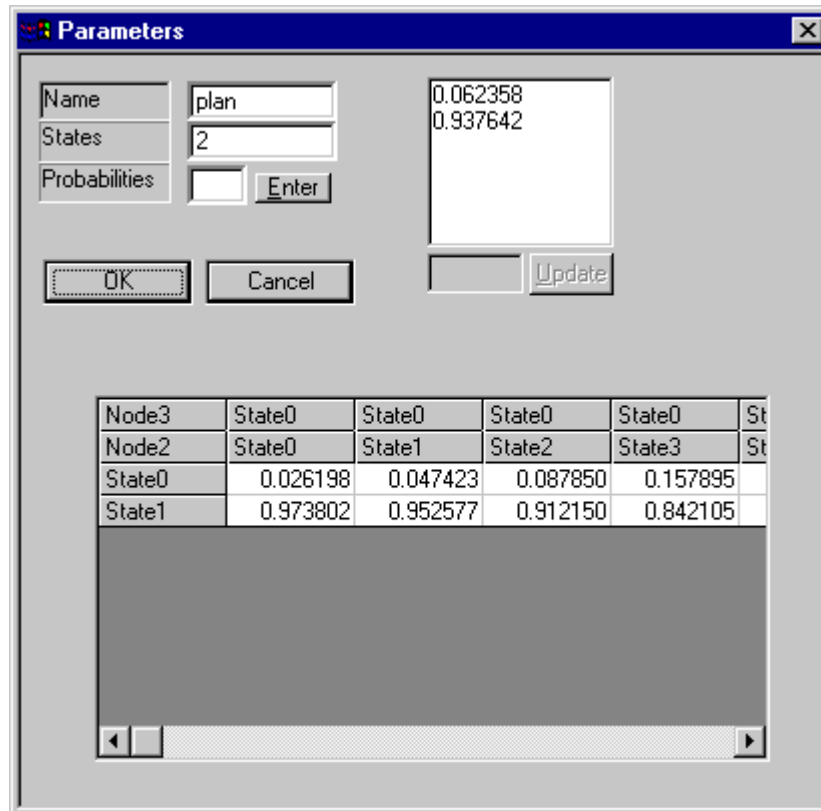 Parameters
Name plan
States 2
Probabilities Enter
0.062358
0.937642
OK Cancel
Update
Node3 State0 State0 State0 State0 St
Node2 State0 State1 State2 State3 St
State0 0.026198 0.047423 0.087850 0.157895
State1 0.973802 0.952577 0.912150 0.842105